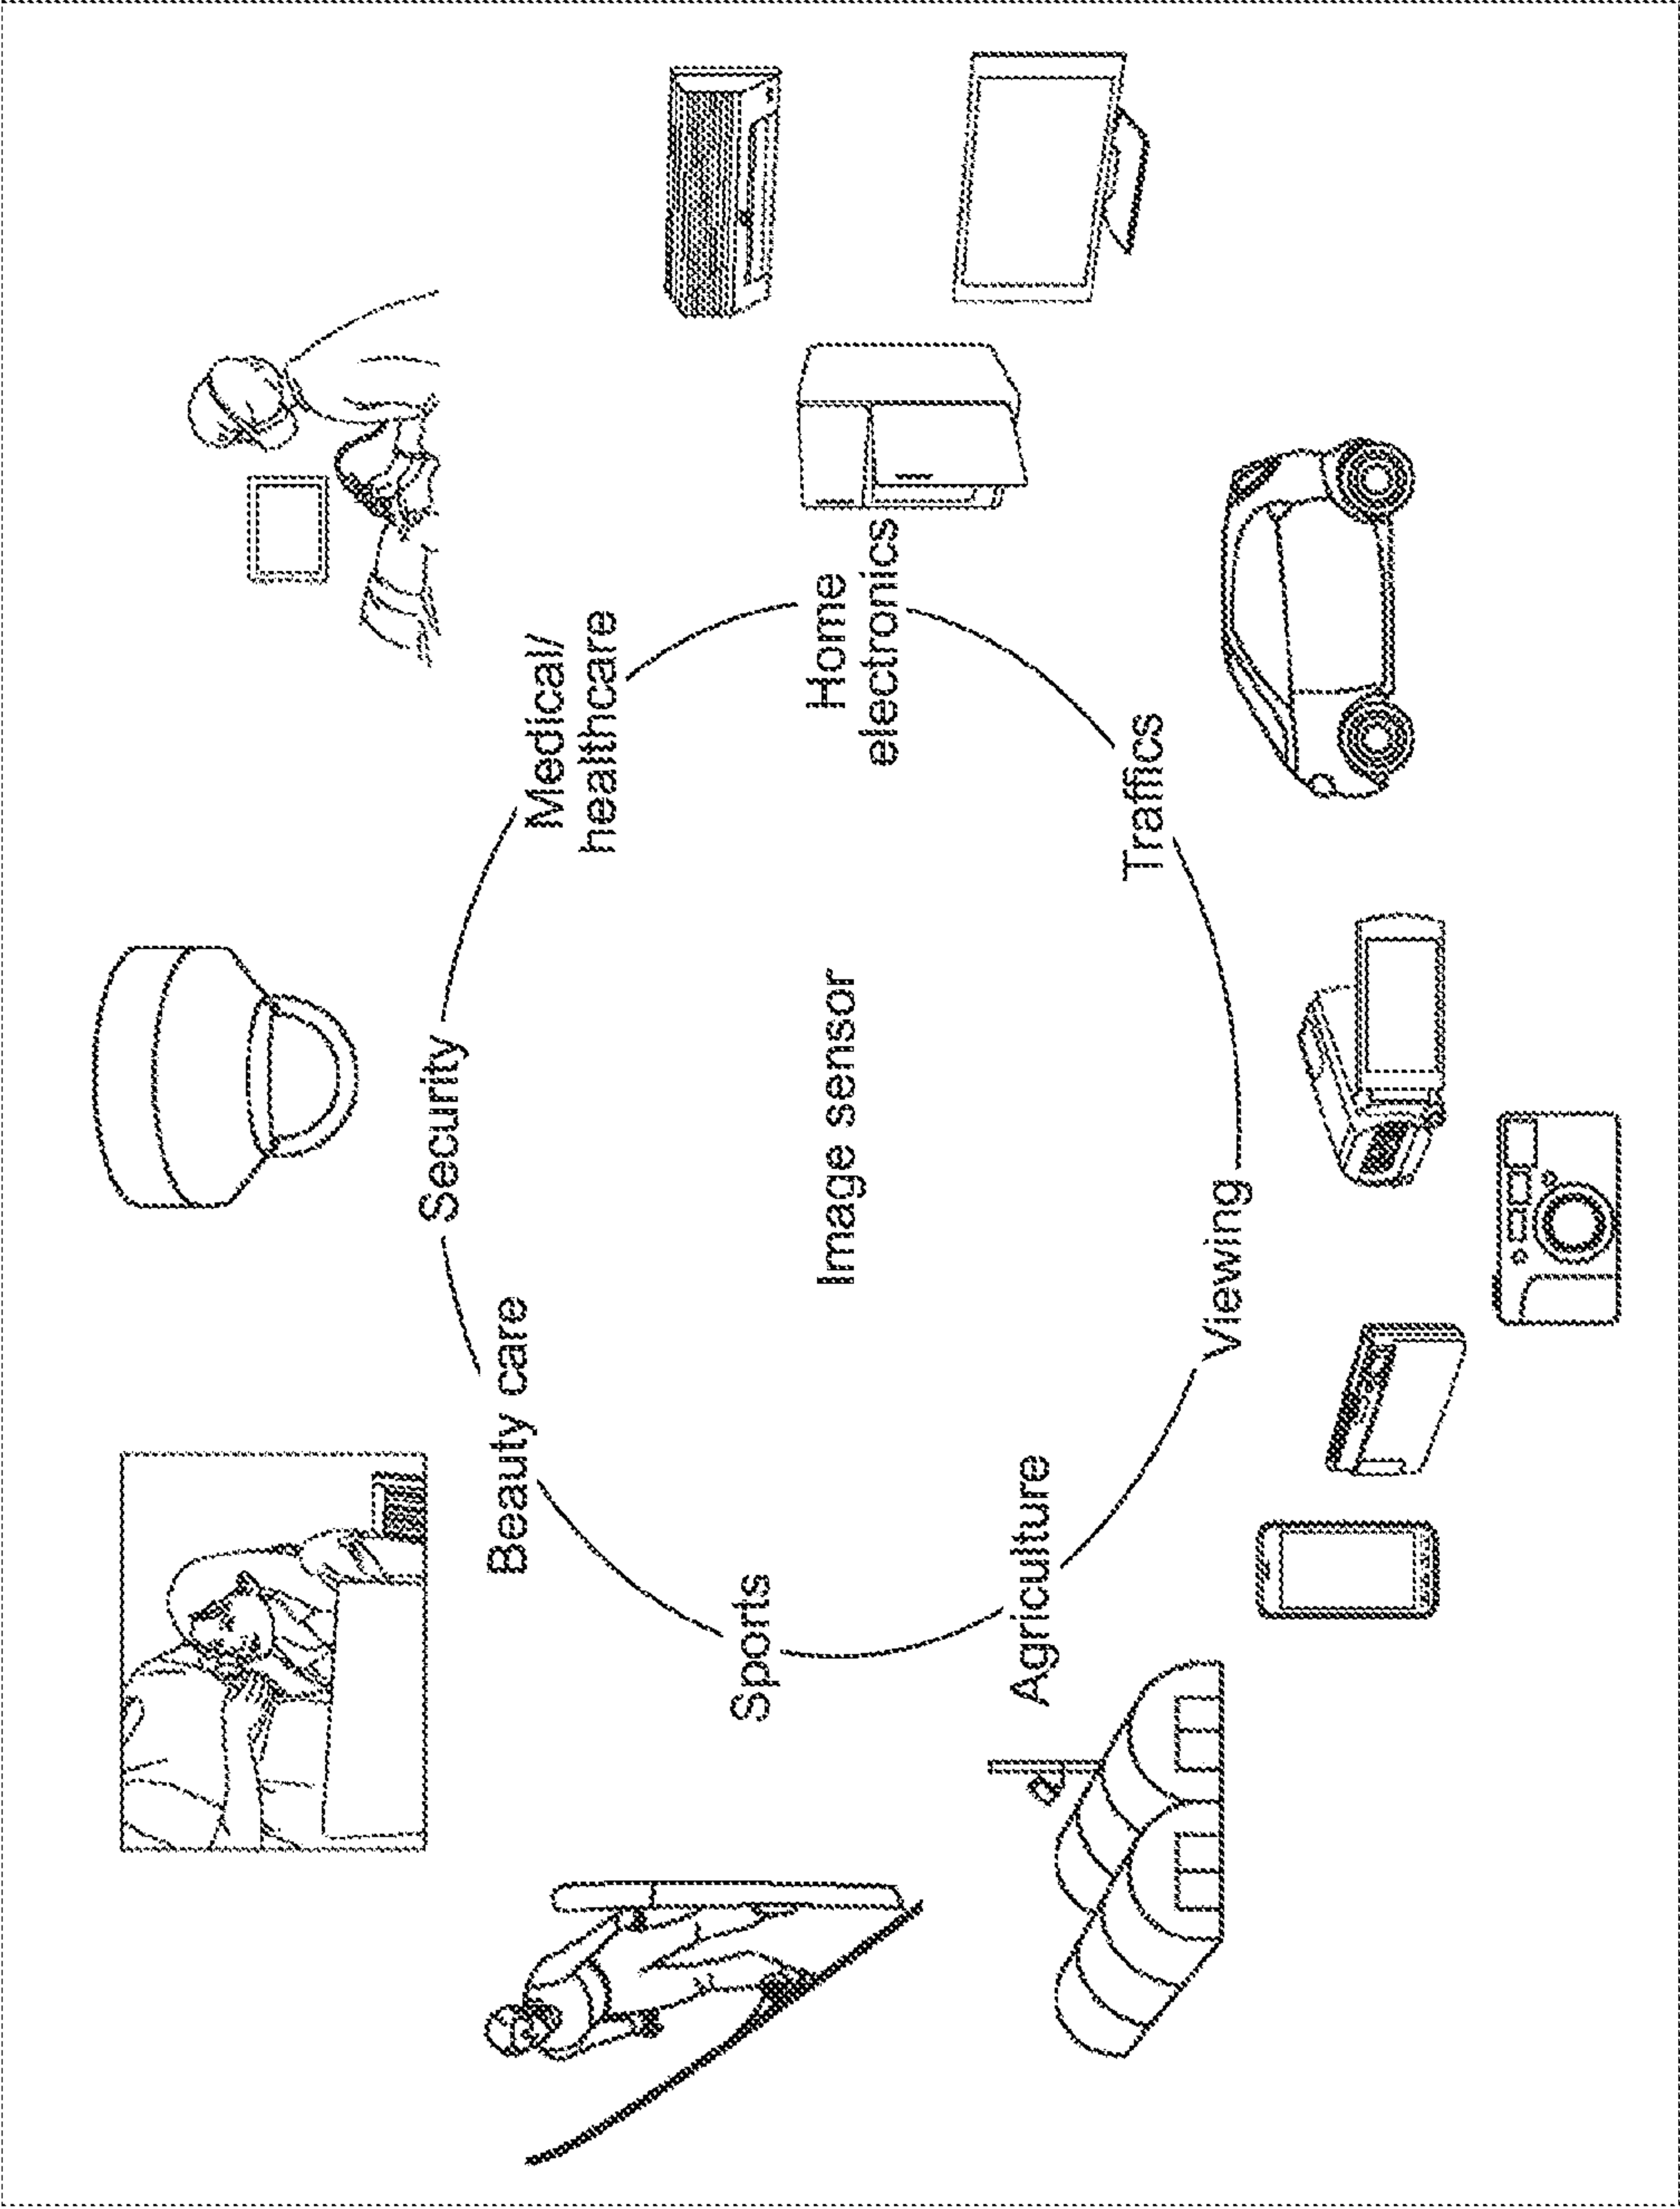 Security
Medical/
healthcare
Home
electronics
Traffics
Viewing
Agriculture
Sports
Beauty care
Image sensor